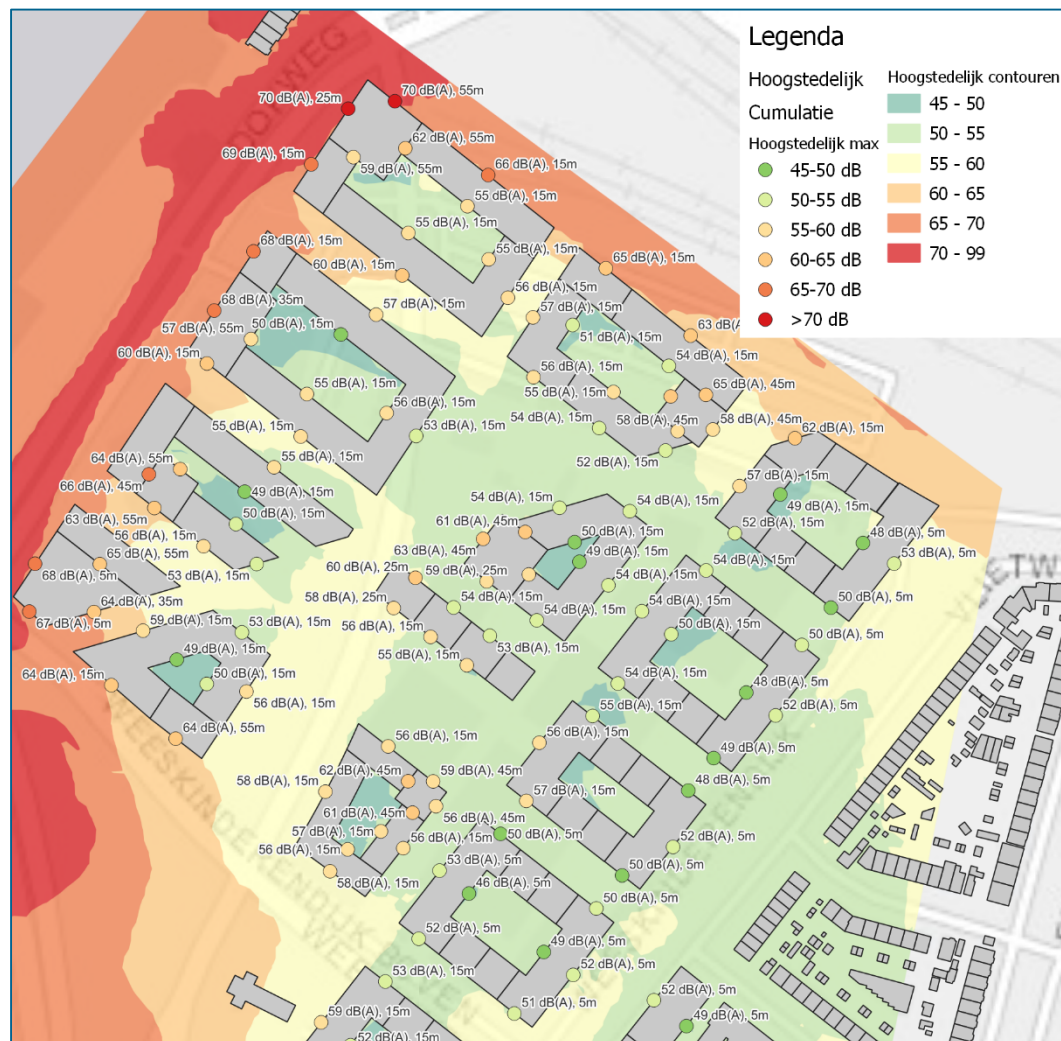 Legenda
Hoogstedelijk
Cumulatie
Hoogstedelijk max
45-50 dB
50-55 dB
55-60 dB
60-65 dB
65-70 dB
>70 dB
Hoogstedelijk contouren
45 - 50
50 - 55
55 - 60
60 - 65
65 - 70
70 - 99
70 dB(A), 25m
70 dB(A), 55m
69 dB(A), 15m
62 dB(A), 55m
59 dB(A), 55m
66 dB(A), 15m
55 dB(A), 15m
55 dB(A), 15m
55 dB(A), 15m
68 dB(A), 15m
60 dB(A), 15m
65 dB(A), 15m
56 dB(A), 15m
57 dB(A), 15m
57 dB(A), 15m
68 dB(A), 35m
57 dB(A), 55m
50 dB(A), 15m
51 dB(A), 15m
63 dB(A)
54 dB(A), 15m
60 dB(A), 15m
56 dB(A), 15m
55 dB(A), 15m
55 dB(A), 15m
65 dB(A), 45m
56 dB(A), 15m
53 dB(A), 15m
54 dB(A), 15m
58 dB(A), 45m
58 dB(A), 45m
62 dB(A), 15m
55 dB(A), 15m
55 dB(A), 15m
52 dB(A), 15m
64 dB(A), 55m
66 dB(A), 45m
49 dB(A), 15m
50 dB(A), 15m
57 dB(A), 15m
49 dB(A), 15m
54 dB(A), 15m
54 dB(A), 15m
63 dB(A), 55m
56 dB(A), 15m
61 dB(A), 45m
50 dB(A), 15m
49 dB(A), 15m
52 dB(A), 15m
48 dB(A), 5m
53 dB(A), 5m
65 dB(A), 55m
53 dB(A), 15m
63 dB(A), 45m
60 dB(A), 25m
59 dB(A), 25m
54 dB(A), 15m
54 dB(A), 15m
68 dB(A), 5m
64 dB(A), 35m
67 dB(A), 5m
58 dB(A), 25m
54 dB(A), 15m
54 dB(A), 15m
54 dB(A), 15m
50 dB(A), 5m
59 dB(A), 15m
53 dB(A), 15m
56 dB(A), 15m
53 dB(A), 15m
50 dB(A), 15m
50 dB(A), 5m
49 dB(A), 15m
50 dB(A), 15m
55 dB(A), 15m
54 dB(A), 15m
48 dB(A), 5m
64 dB(A), 15m
56 dB(A), 15m
55 dB(A), 15m
52 dB(A), 5m
64 dB(A), 55m
56 dB(A), 15m
56 dB(A), 15m
49 dB(A), 5m
58 dB(A), 15m
62 dB(A), 45m
59 dB(A), 45m
57 dB(A), 15m
48 dB(A), 5m
61 dB(A), 45m
56 dB(A), 45m
57 dB(A), 15m
56 dB(A), 15m
56 dB(A), 15m
50 dB(A), 5m
52 dB(A), 5m
58 dB(A), 15m
53 dB(A), 5m
50 dB(A), 5m
46 dB(A), 5m
50 dB(A), 5m
52 dB(A), 5m
49 dB(A), 5m
53 dB(A), 15m
52 dB(A), 5m
51 dB(A), 5m
52 dB(A), 5m
59 dB(A), 15m
52 dB(A), 15m
49 dB(A), 5m